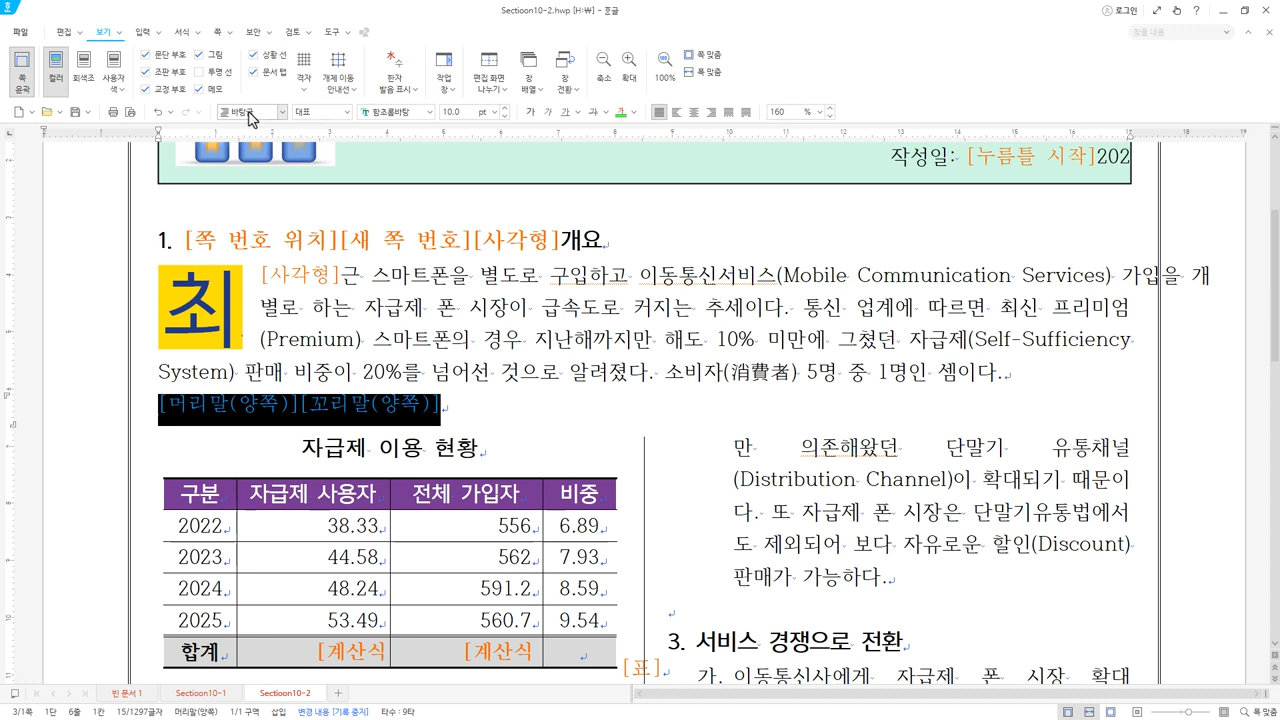 Sectioon10-2.hwp [H:₩] - 한글
로그인
파일 편집 보기 입력 서식 쪽 보안 검토 도구
찾을 내용
쪽 윤곽
컬러
회색조
사용자 색
문단 부호 그림
조판 부호 투명 선
교정 부호 메모
상황 선
문서 탭
격자
개체 이동 안내선
한자 발음 표시
작업 창
편집 화면 나누기
창 배열
창 전환
축소
확대
100%
쪽 맞춤
폭 맞춤
바탕글 대표 함초롬바탕 10.0 pt 가 가 가 가 가 160 %
작성일: [누름틀 시작]202
1. [쪽 번호 위치][새 쪽 번호][사각형]개요
최
[사각형]근 스마트폰을 별도로 구입하고 이동통신서비스(Mobile Communication Services) 가입을 개
별로 하는 자급제 폰 시장이 급속도로 커지는 추세이다. 통신 업계에 따르면 최신 프리미엄
(Premium) 스마트폰의 경우 지난해까지만 해도 10% 미만에 그쳤던 자급제(Self-Sufficiency
System) 판매 비중이 20%를 넘어선 것으로 알려졌다. 소비자(消費者) 5명 중 1명인 셈이다.
[머리말(양쪽)][꼬리말(양쪽)]
자급제 이용 현황
구분 자급제 사용자 전체 가입자 비중
2022 38.33 556 6.89
2023 44.58 562 7.93
2024 48.24 591.2 8.59
2025 53.49 560.7 9.54
합계 [계산식 [계산식
[표]
만 의존해왔던 단말기 유통채널
(Distribution Channel)이 확대되기 때문이
다. 또 자급제 폰 시장은 단말기유통법에서
도 제외되어 보다 자유로운 할인(Discount)
판매가 가능하다.
3. 서비스 경쟁으로 전환
가. 이동통신사에게 자급제 폰 시장 확대
빈 문서 1 Sectioon10-1 Sectioon10-2
3/1쪽 1단 6줄 1칸 15/1297글자 머리말(양쪽) 1/1 구역 삽입 변경 내용 [기록 중지] 타수 : 9타
폭 맞춤